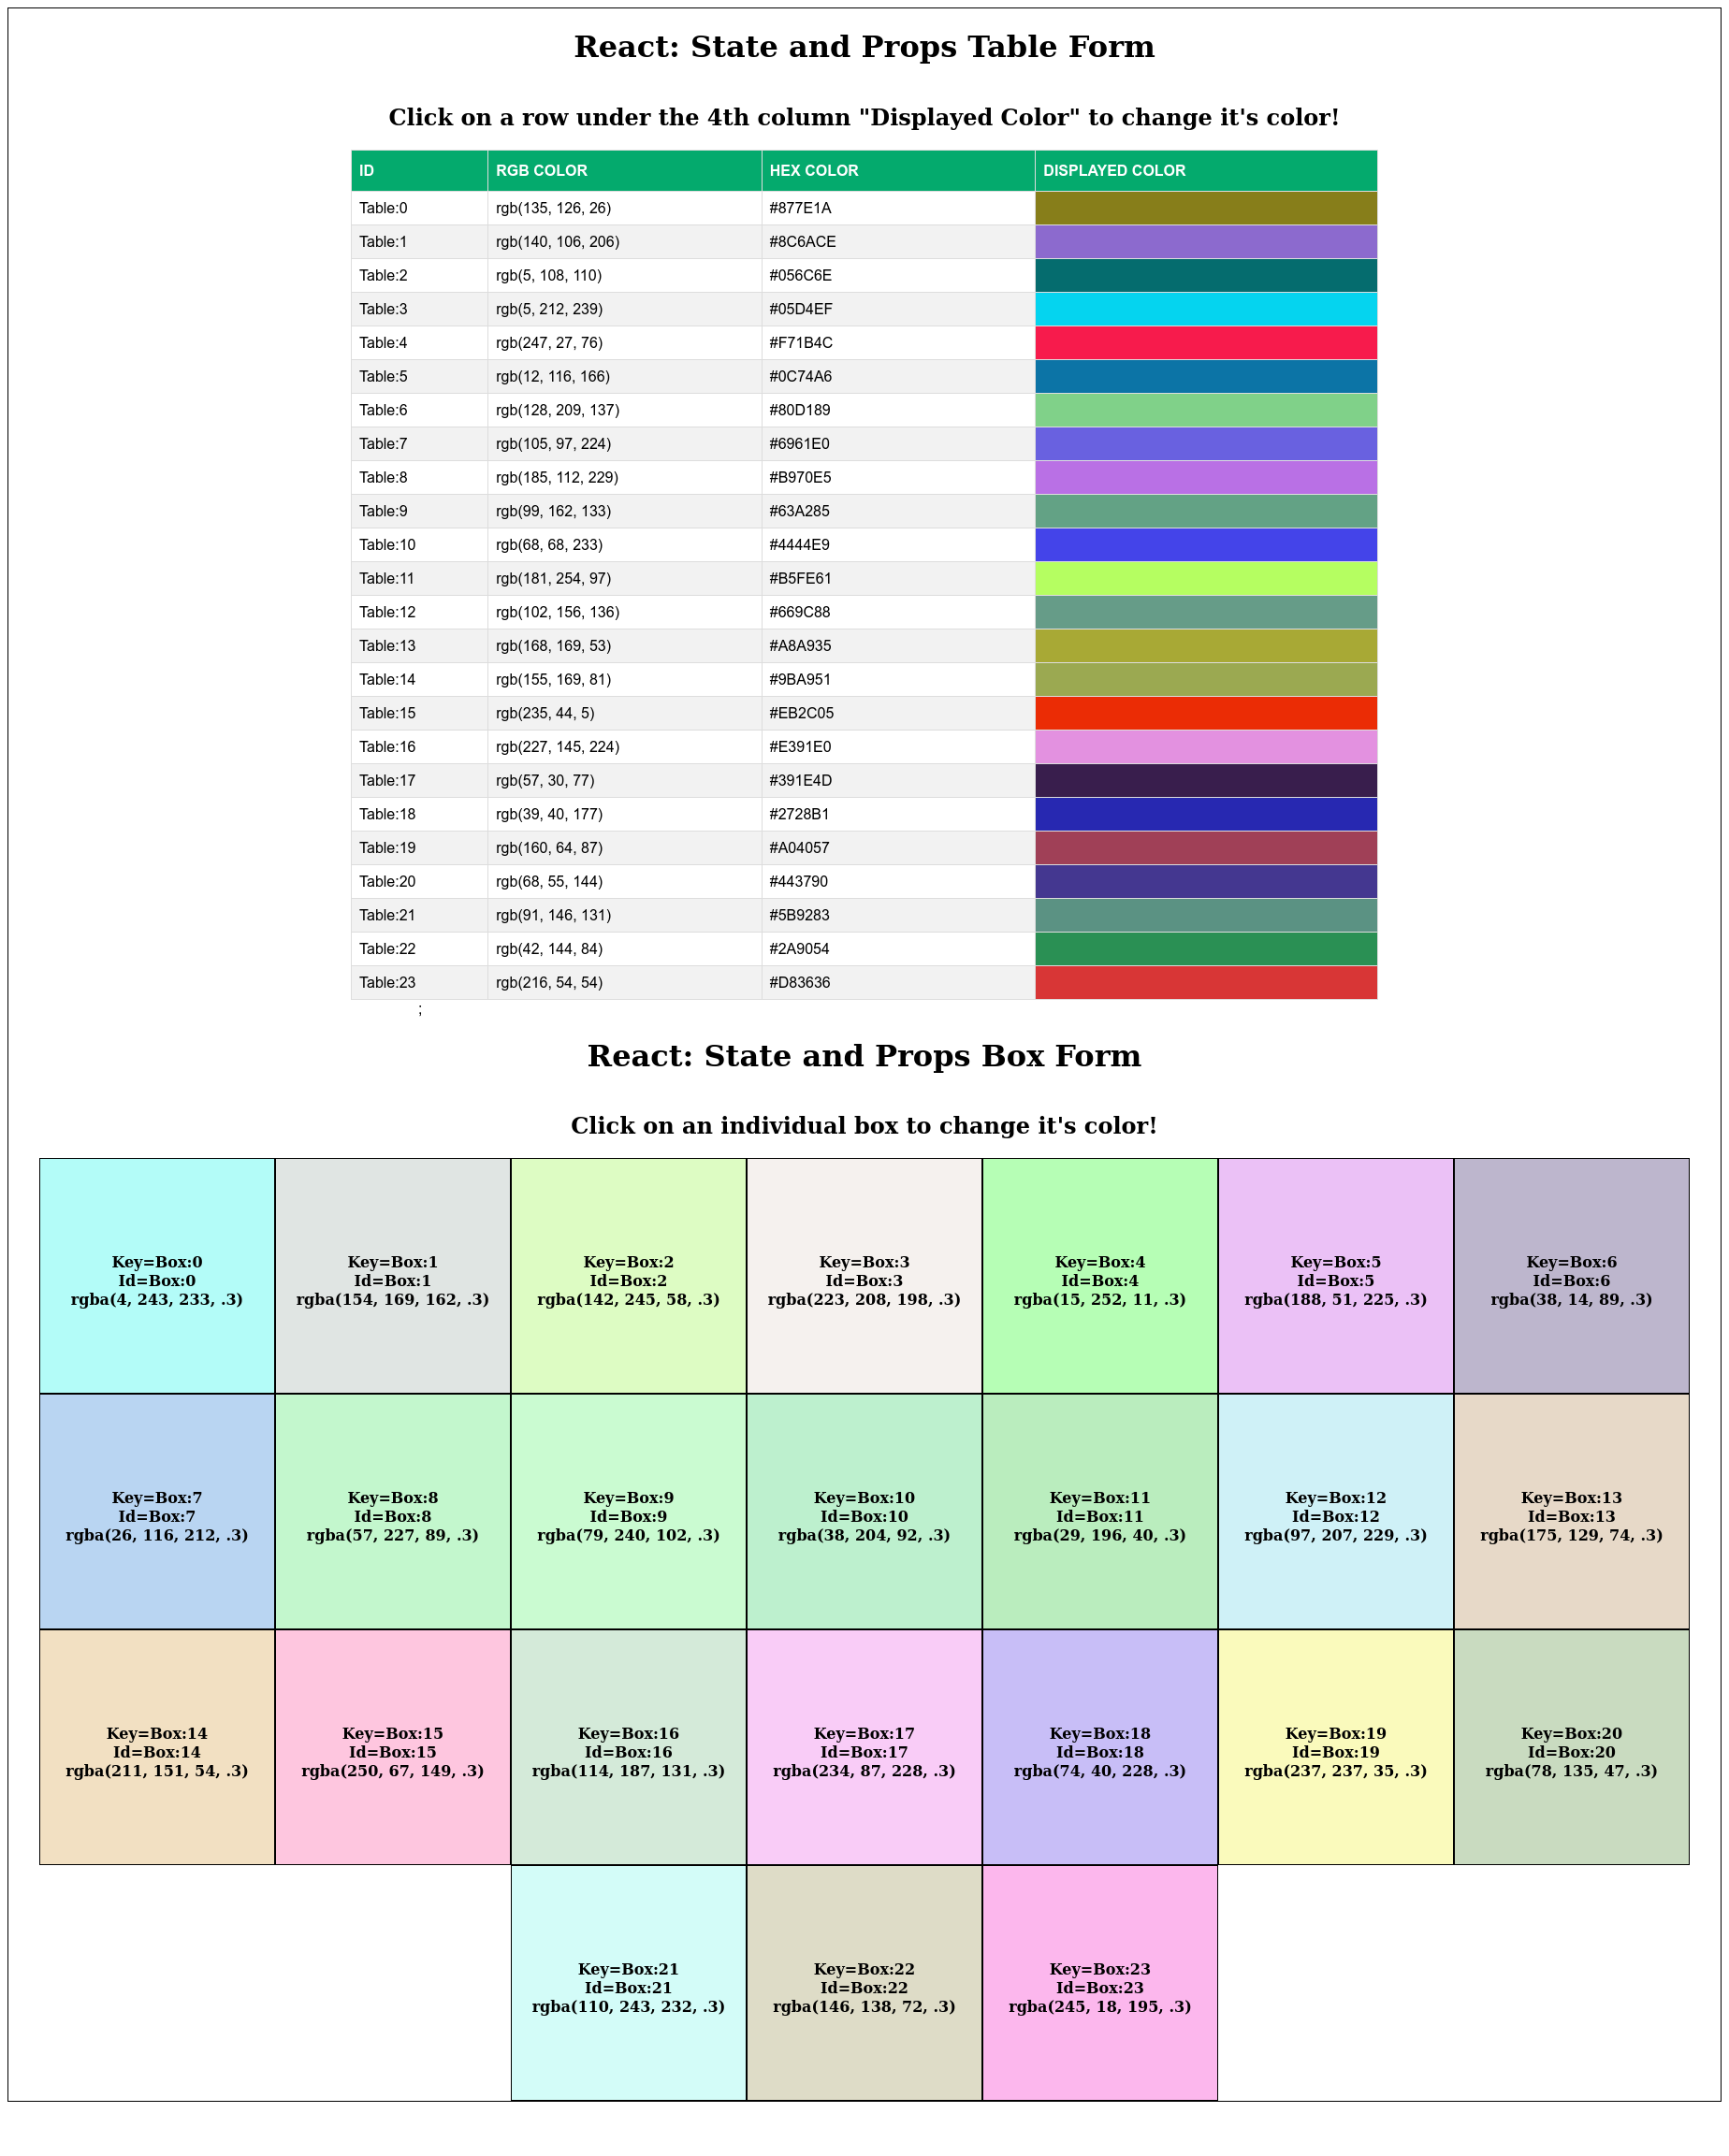 React: State and Props Table Form
Click on a row under the 4th column "Displayed Color" to change it's color!
ID RGB COLOR HEX COLOR DISPLAYED COLOR
Table:0 rgb(135, 126, 26) #877E1A
Table:1 rgb(140, 106, 206) #8C6ACE
Table:2 rgb(5, 108, 110) #056C6E
Table:3 rgb(5, 212, 239) #05D4EF
Table:4 rgb(247, 27, 76) #F71B4C
Table:5 rgb(12, 116, 166) #0C74A6
Table:6 rgb(128, 209, 137) #80D189
Table:7 rgb(105, 97, 224) #6961E0
Table:8 rgb(185, 112, 229) #B970E5
Table:9 rgb(99, 162, 133) #63A285
Table:10 rgb(68, 68, 233) #4444E9
Table:11 rgb(181, 254, 97) #B5FE61
Table:12 rgb(102, 156, 136) #669C88
Table:13 rgb(168, 169, 53) #A8A935
Table:14 rgb(155, 169, 81) #9BA951
Table:15 rgb(235, 44, 5) #EB2C05
Table:16 rgb(227, 145, 224) #E391E0
Table:17 rgb(57, 30, 77) #391E4D
Table:18 rgb(39, 40, 177) #2728B1
Table:19 rgb(160, 64, 87) #A04057
Table:20 rgb(68, 55, 144) #443790
Table:21 rgb(91, 146, 131) #5B9283
Table:22 rgb(42, 144, 84) #2A9054
Table:23 rgb(216, 54, 54) #D83636
;
React: State and Props Box Form
Click on an individual box to change it's color!
Key=Box:0
Id=Box:0
rgba(4, 243, 233, .3)
Key=Box:1
Id=Box:1
rgba(154, 169, 162, .3)
Key=Box:2
Id=Box:2
rgba(142, 245, 58, .3)
Key=Box:3
Id=Box:3
rgba(223, 208, 198, .3)
Key=Box:4
Id=Box:4
rgba(15, 252, 11, .3)
Key=Box:5
Id=Box:5
rgba(188, 51, 225, .3)
Key=Box:6
Id=Box:6
rgba(38, 14, 89, .3)
Key=Box:7
Id=Box:7
rgba(26, 116, 212, .3)
Key=Box:8
Id=Box:8
rgba(57, 227, 89, .3)
Key=Box:9
Id=Box:9
rgba(79, 240, 102, .3)
Key=Box:10
Id=Box:10
rgba(38, 204, 92, .3)
Key=Box:11
Id=Box:11
rgba(29, 196, 40, .3)
Key=Box:12
Id=Box:12
rgba(97, 207, 229, .3)
Key=Box:13
Id=Box:13
rgba(175, 129, 74, .3)
Key=Box:14
Id=Box:14
rgba(211, 151, 54, .3)
Key=Box:15
Id=Box:15
rgba(250, 67, 149, .3)
Key=Box:16
Id=Box:16
rgba(114, 187, 131, .3)
Key=Box:17
Id=Box:17
rgba(234, 87, 228, .3)
Key=Box:18
Id=Box:18
rgba(74, 40, 228, .3)
Key=Box:19
Id=Box:19
rgba(237, 237, 35, .3)
Key=Box:20
Id=Box:20
rgba(78, 135, 47, .3)
Key=Box:21
Id=Box:21
rgba(110, 243, 232, .3)
Key=Box:22
Id=Box:22
rgba(146, 138, 72, .3)
Key=Box:23
Id=Box:23
rgba(245, 18, 195, .3)